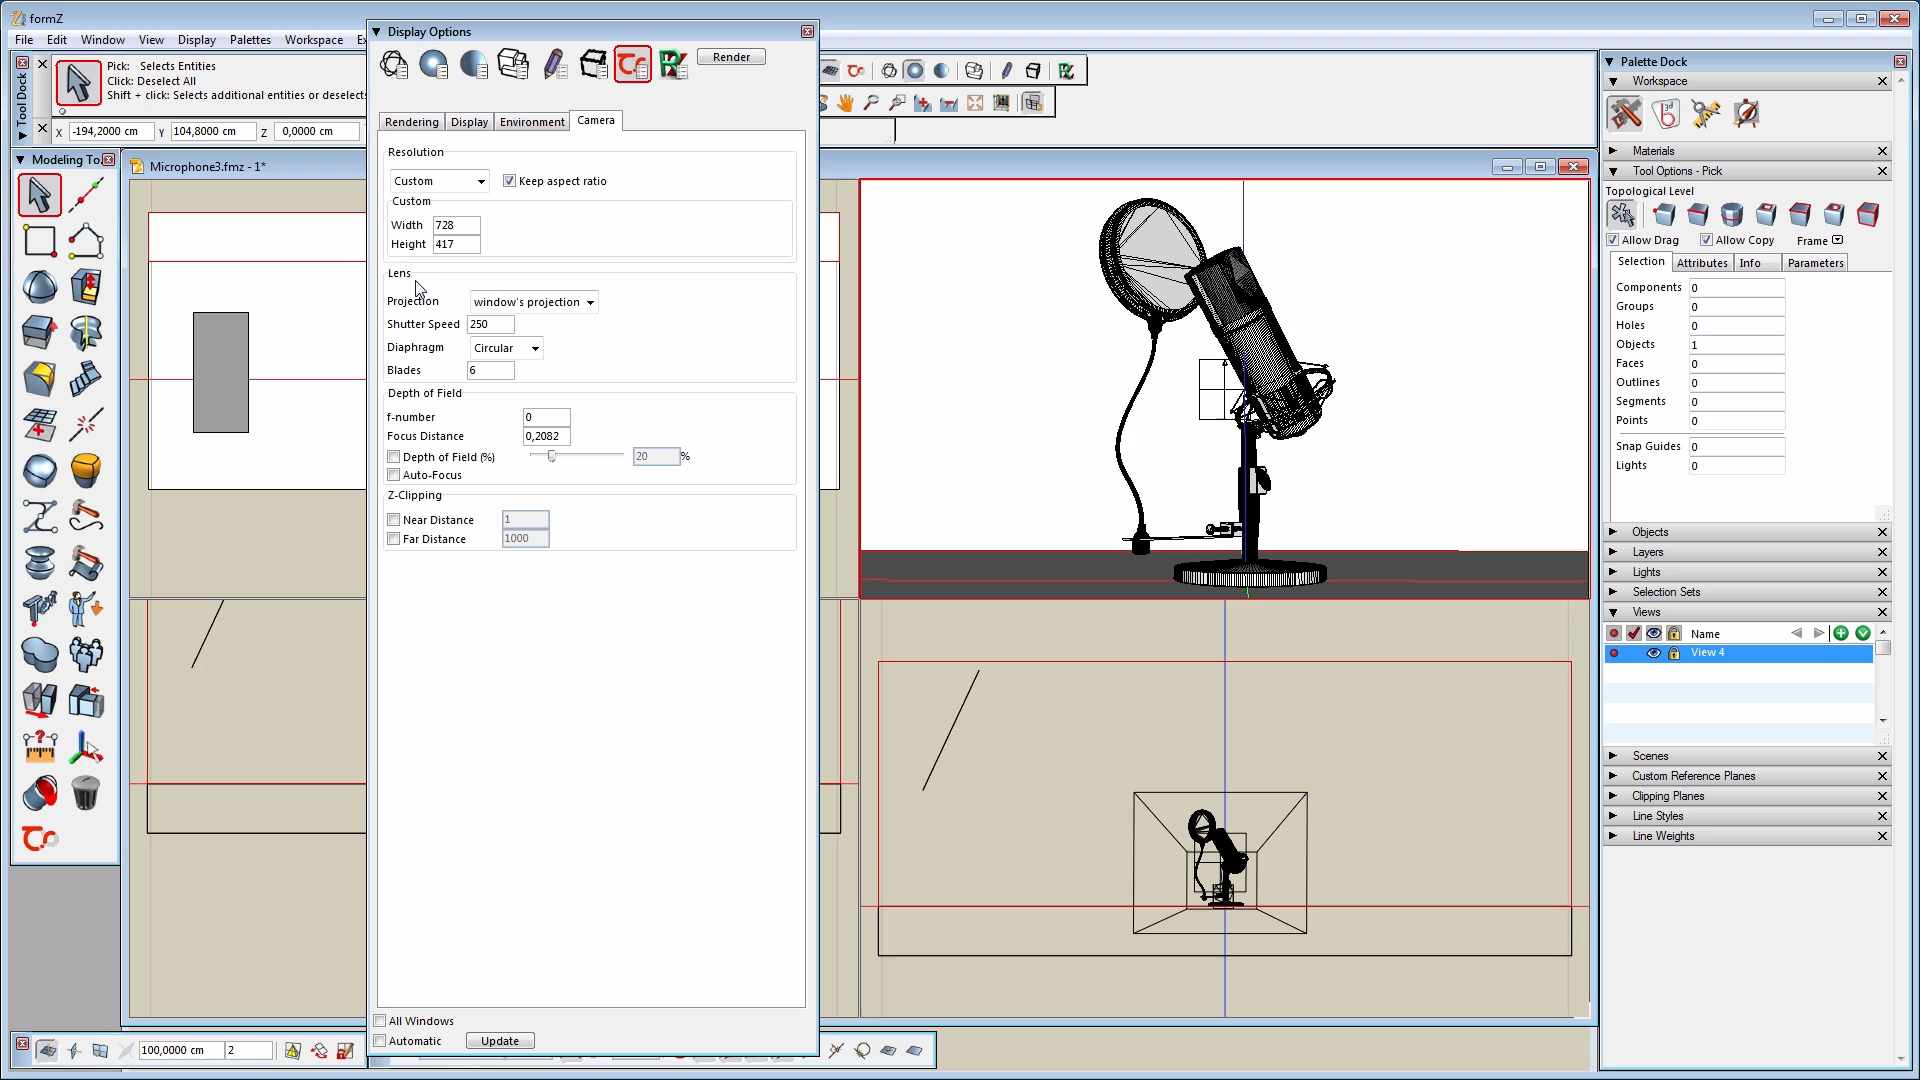 formZ
File Edit Window View Display Palettes Workspace
Tool Dock
Pick: Selects Entities
Click: Deselect All
Shift + click: Selects additional entities or deselects
X -194,2000 cm Y 104,8000 cm Z 0,0000 cm
Modeling To..
Microphone3.fmz - 1*
Display Options
Render
Rendering Display Environment Camera
Resolution
Custom Keep aspect ratio
Custom
Width 728
Height 417
Lens
Projection window's projection
Shutter Speed 250
Diaphragm Circular
Blades 6
Depth of Field
f-number 0
Focus Distance 0,2082
Depth of Field (%) 20 %
Auto-Focus
Z-Clipping
Near Distance 1
Far Distance 1000
All Windows
Automatic Update
100,0000 cm 2
Palette Dock
Workspace
Materials
Tool Options - Pick
Topological Level
Allow Drag Allow Copy Frame
Selection Attributes Info Parameters
Components 0
Groups 0
Holes 0
Objects 1
Faces 0
Outlines 0
Segments 0
Points 0
Snap Guides 0
Lights 0
Objects
Layers
Lights
Selection Sets
Views
Name
View 4
Scenes
Custom Reference Planes
Clipping Planes
Line Styles
Line Weights